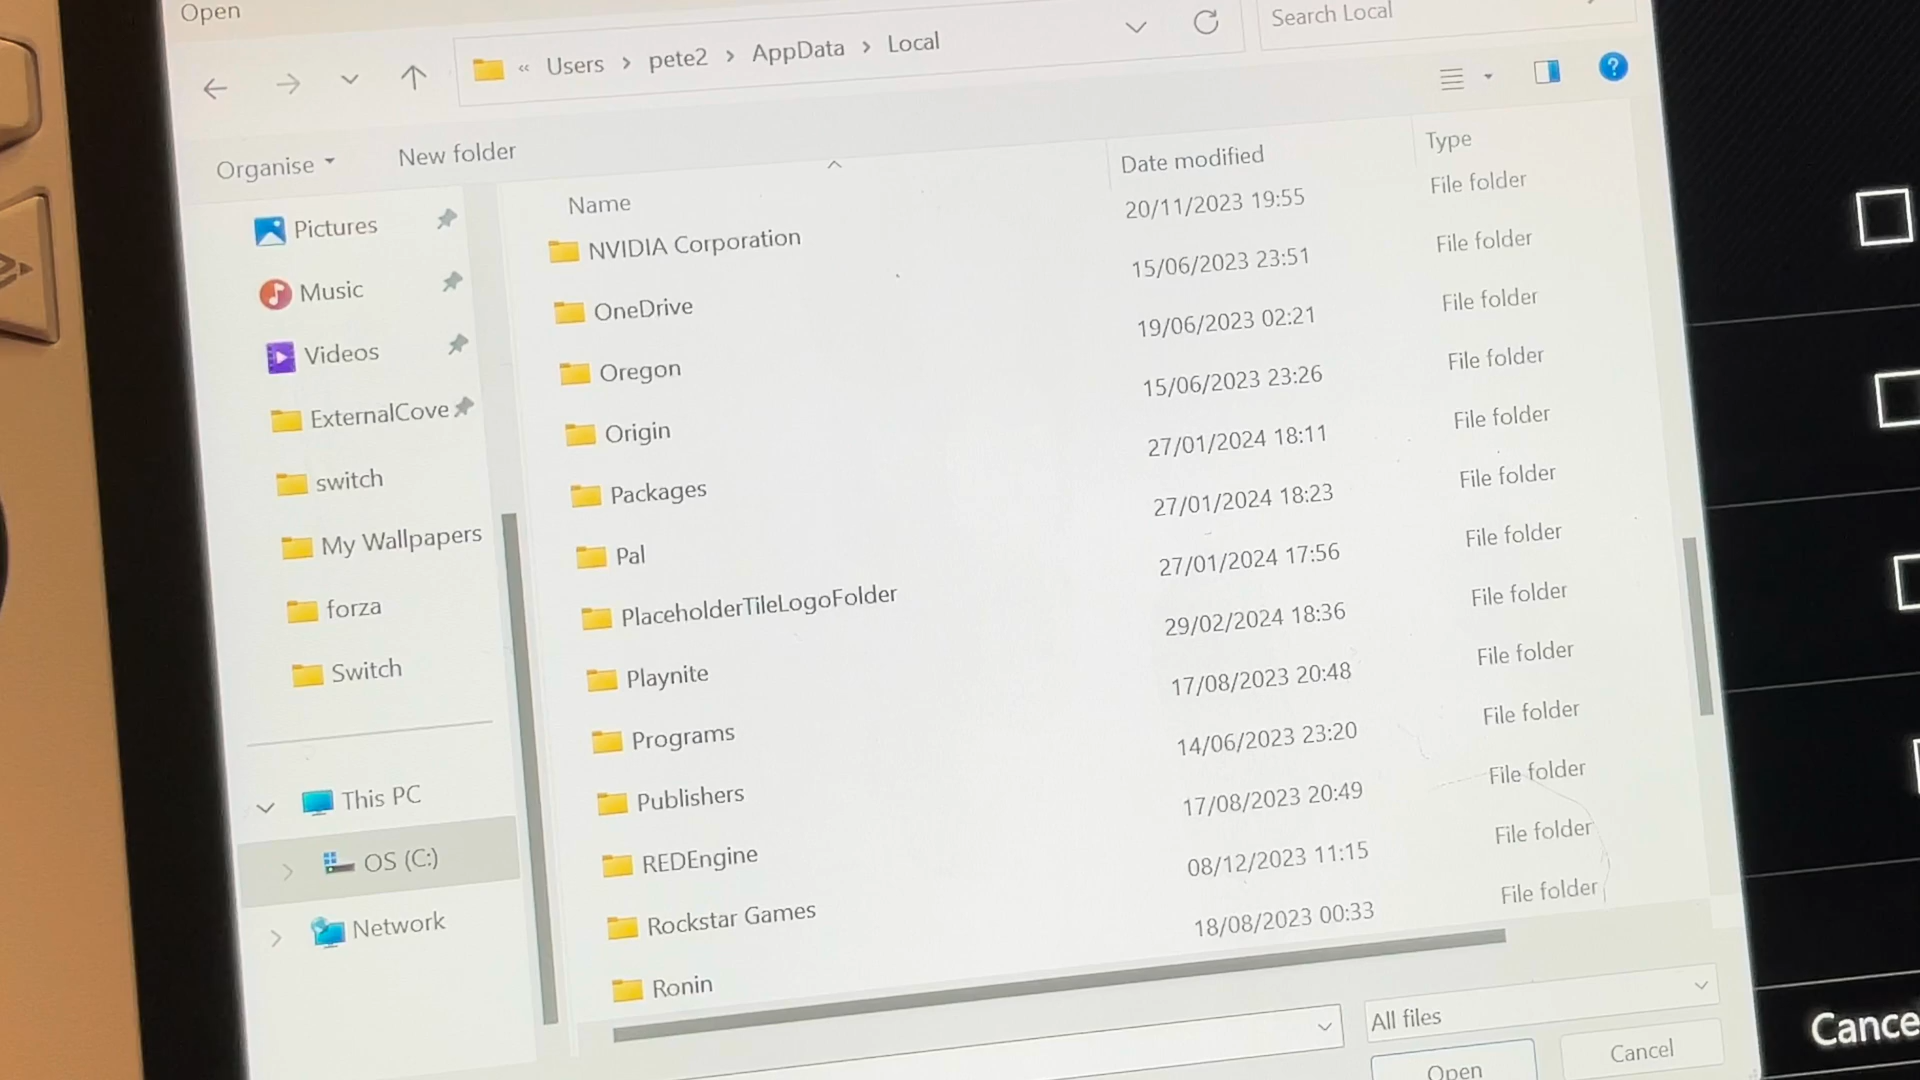 Open
« Users > pete2 > AppData > Local
Search Local
Organise
New folder
Name
Date modified
Type
Pictures
Music
Videos
ExternalCove
switch
My Wallpapers
forza
Switch
This PC
OS (C:)
Network
NVIDIA Corporation 20/11/2023 19:55 File folder
OneDrive 15/06/2023 23:51 File folder
Oregon 19/06/2023 02:21 File folder
Origin 15/06/2023 23:26 File folder
Packages 27/01/2024 18:11 File folder
Pal 27/01/2024 18:23 File folder
PlaceholderTileLogoFolder 27/01/2024 17:56 File folder
Playnite 29/02/2024 18:36 File folder
Programs 17/08/2023 20:48 File folder
Publishers 14/06/2023 23:20 File folder
REDEngine 17/08/2023 20:49 File folder
Rockstar Games 08/12/2023 11:15 File folder
Ronin 18/08/2023 00:33 File folder
All files
Open
Cancel
Cance